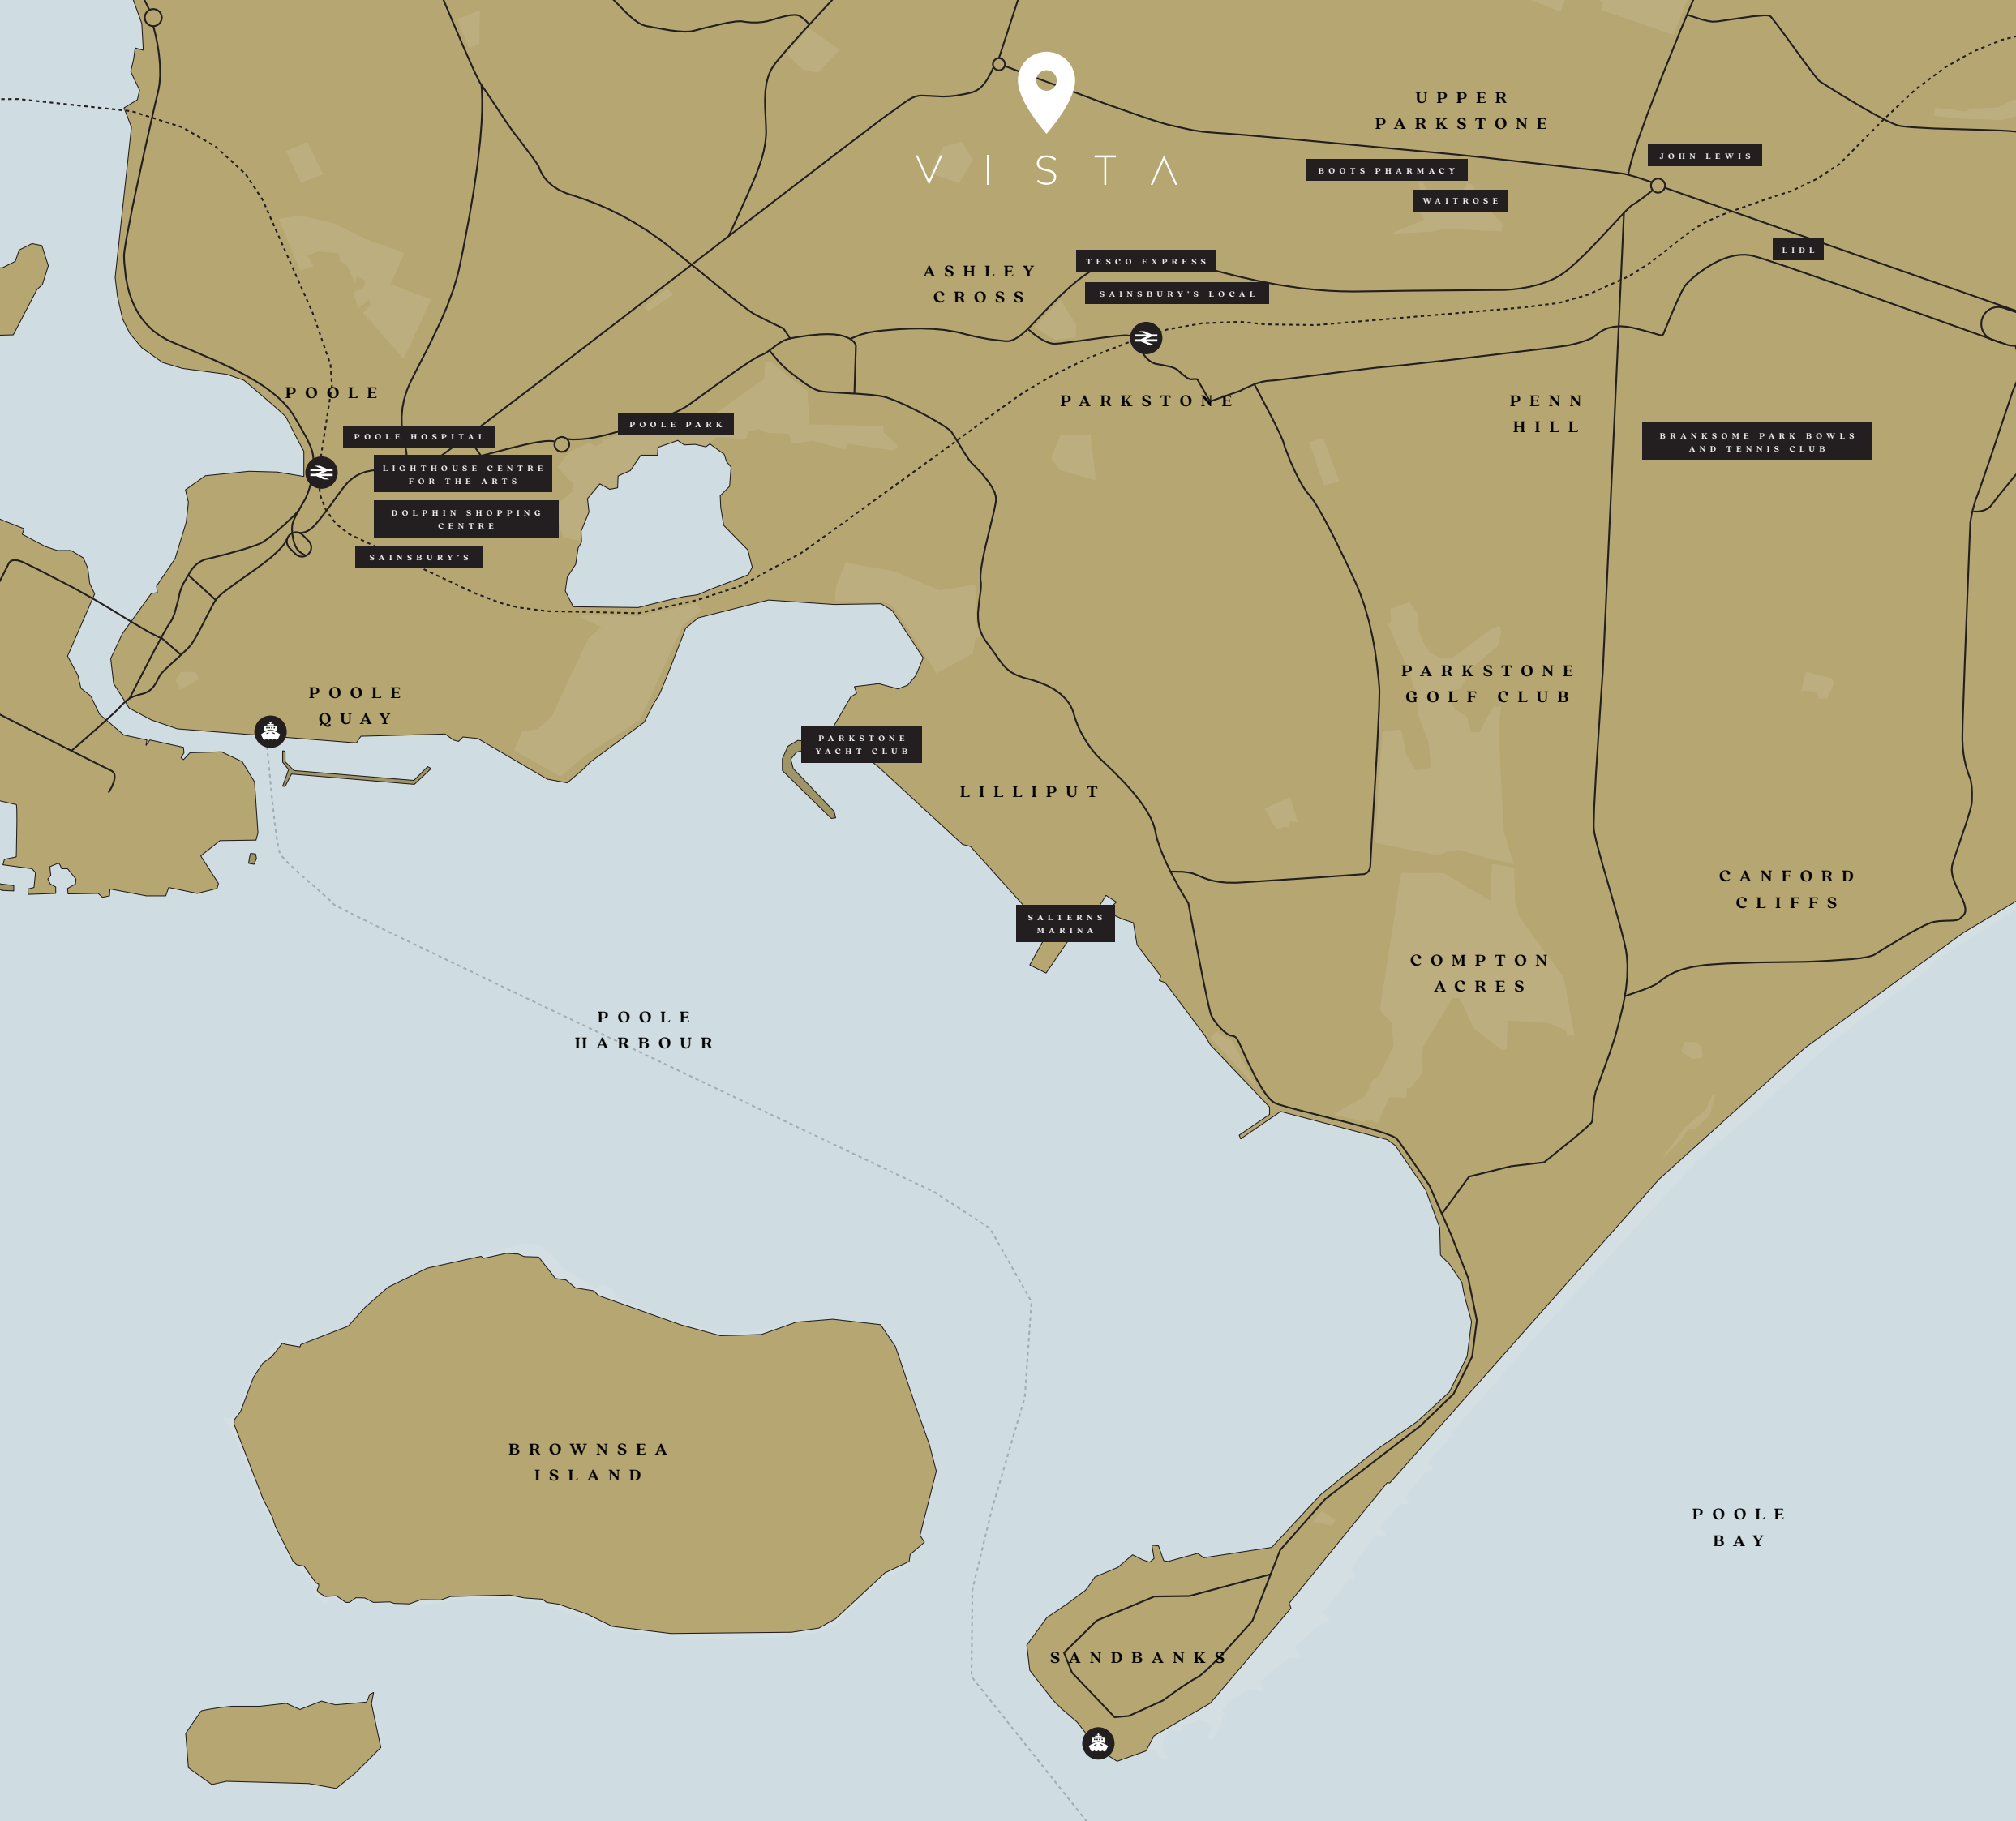 UPPER
PARKSTONE
JOHN LEWIS
BOOTS PHARMACY
VISTA
WAITROSE
LIDL
TESCO EXPRESS
ASHLEY
CROSS
SAINSBURY'S LOCAL
POOLE
PARKSTONE
PENN
HILL
POOLE PARK
POOLE HOSPITAL
BRANKSOME PARK BOWLS
AND TENNIS CLUB
LIGHTHOUSE CENTRE
FOR THE ARTS
DOLPHIN SHOPPING
CENTRE
SAINSBURY'S
PARKSTONE
GOLF CLUB
POOLE
QUAY
PARKSTONE
YACHT CLUB
LILLIPUT
CANFORD
CLIFFS
SALTERNS
MARINA
COMPTON
ACRES
POOLE
HARBOUR
BROWNSEA
ISLAND
POOLE
BAY
SANDBANKS